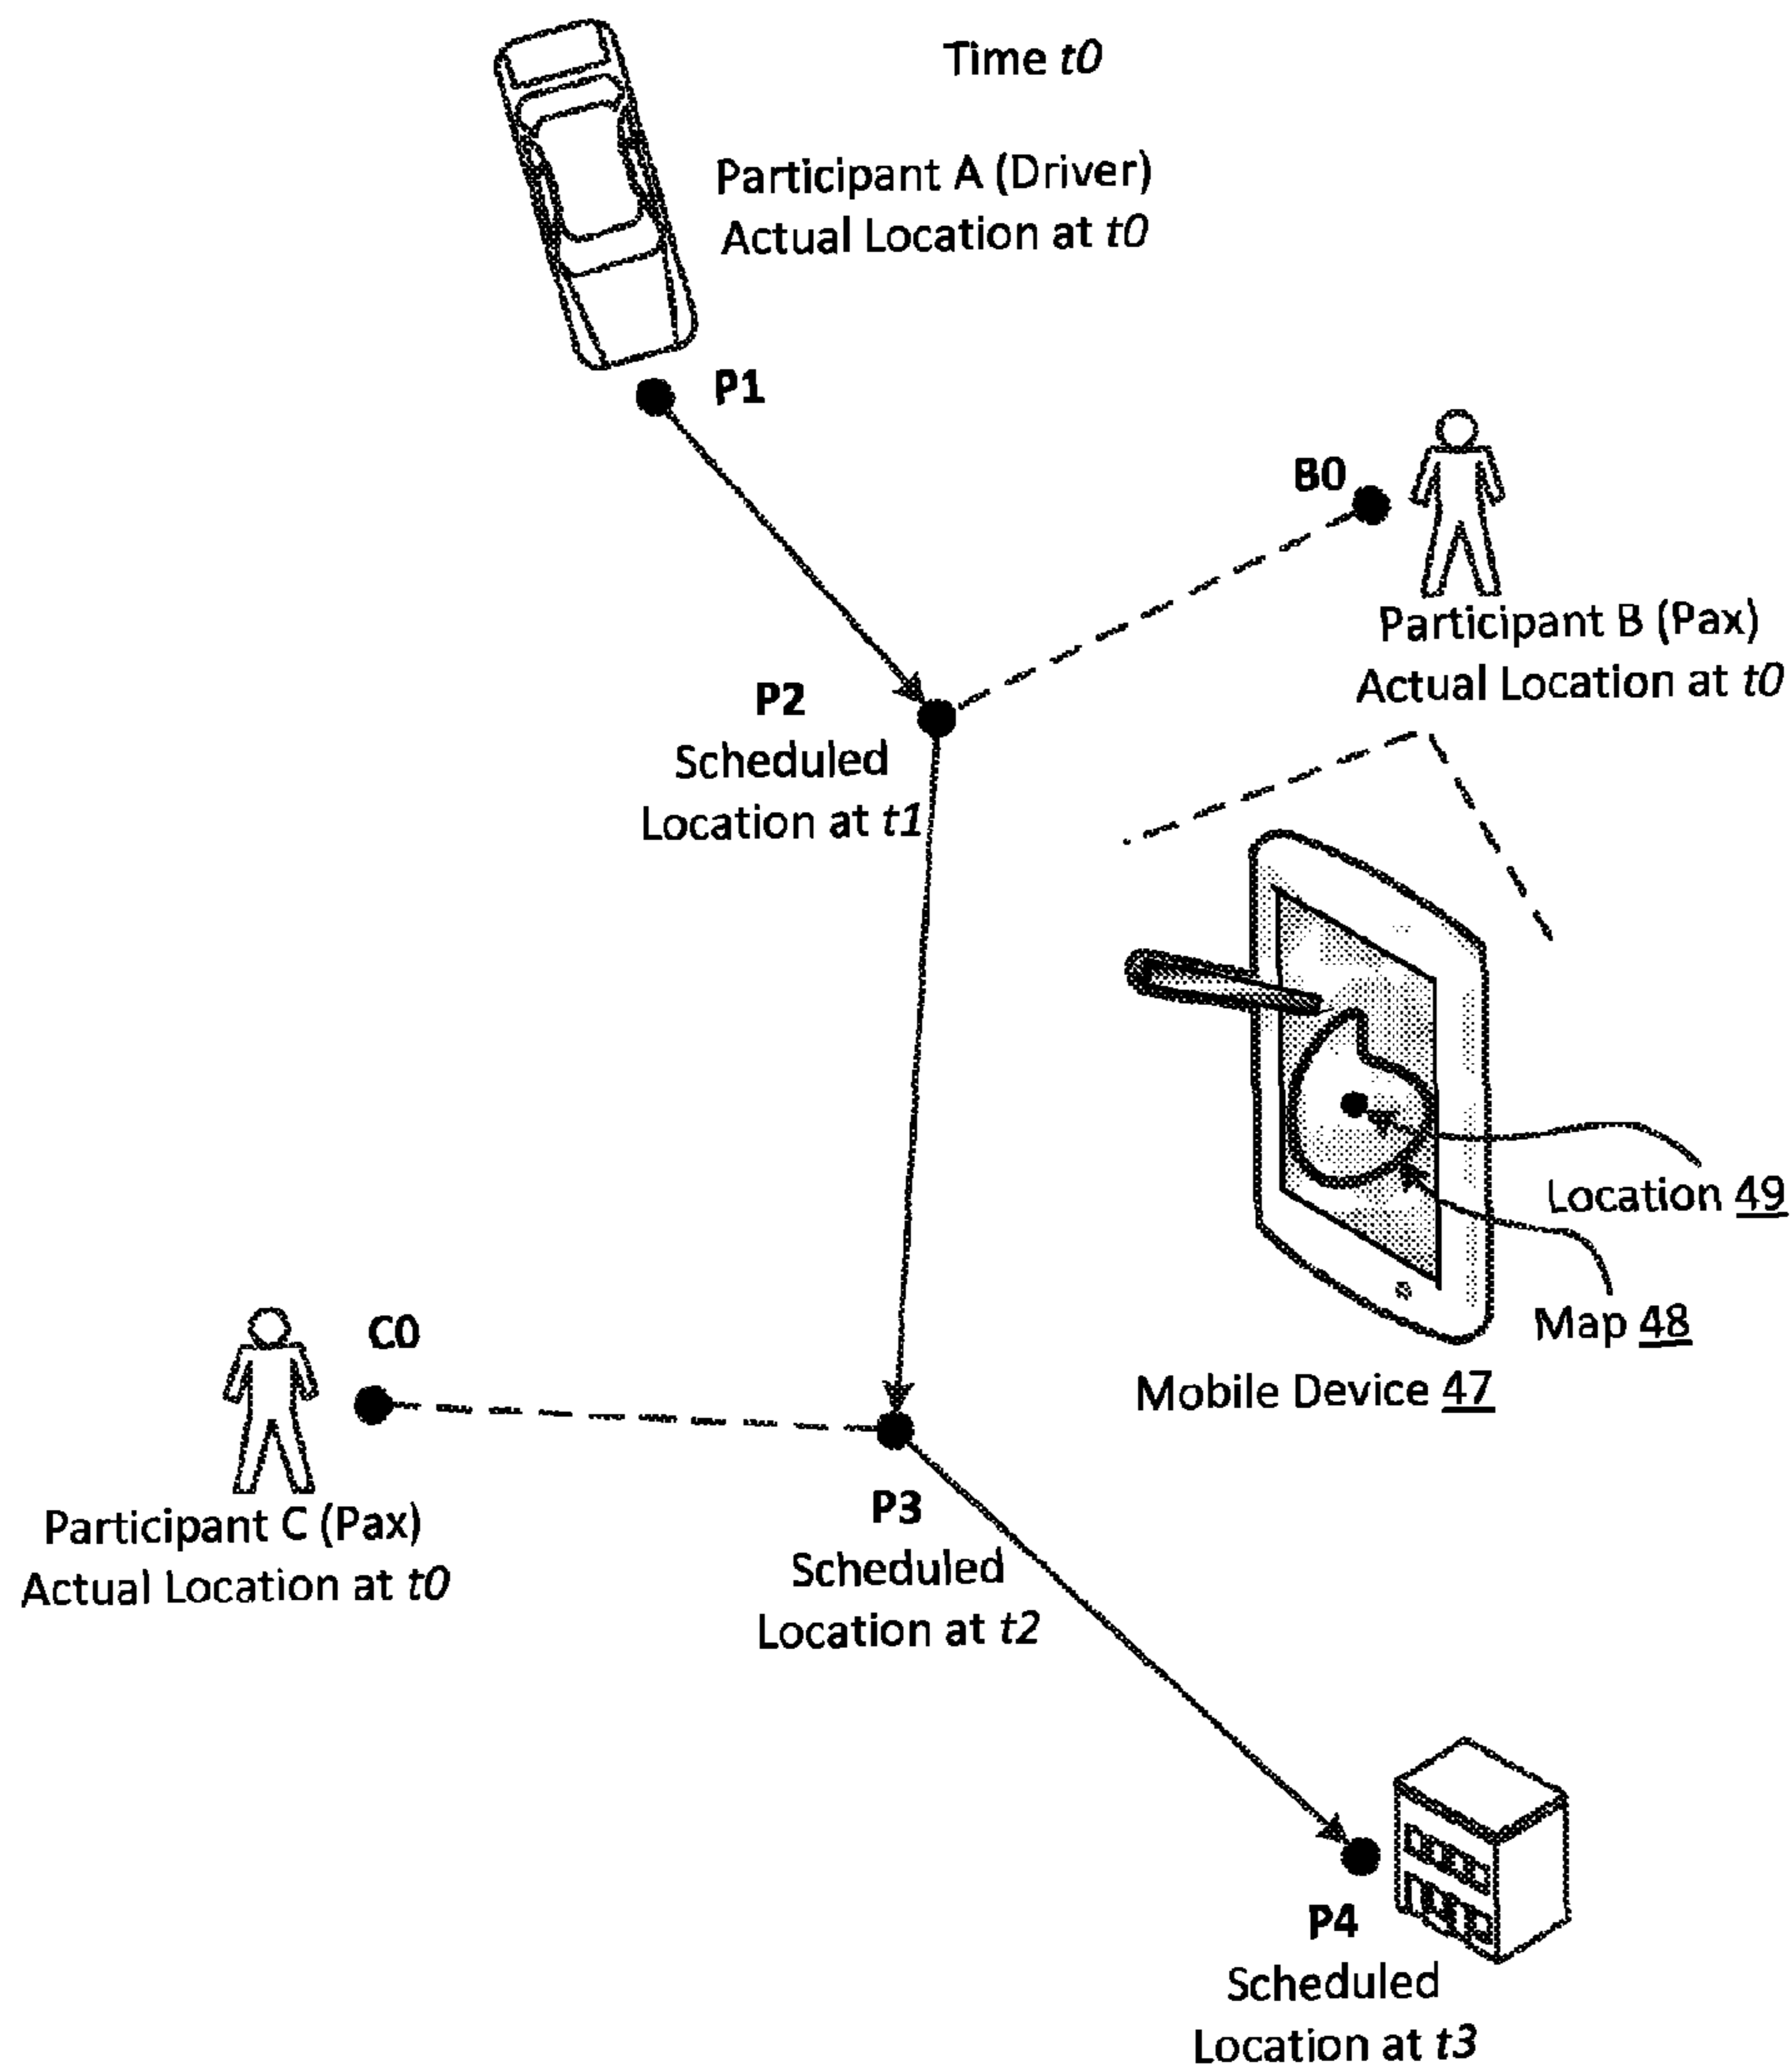 Time t0
Participant A (Driver)
Actual Location at t0
P1
B0
Participant B (Pax)
Actual Location at t0
P2
Scheduled
Location at t1
Location 49
Map 48
Mobile Device 47
C0
Participant C (Pax)
Actual Location at t0
P3
Scheduled
Location at t2
P4
Scheduled
Location at t3